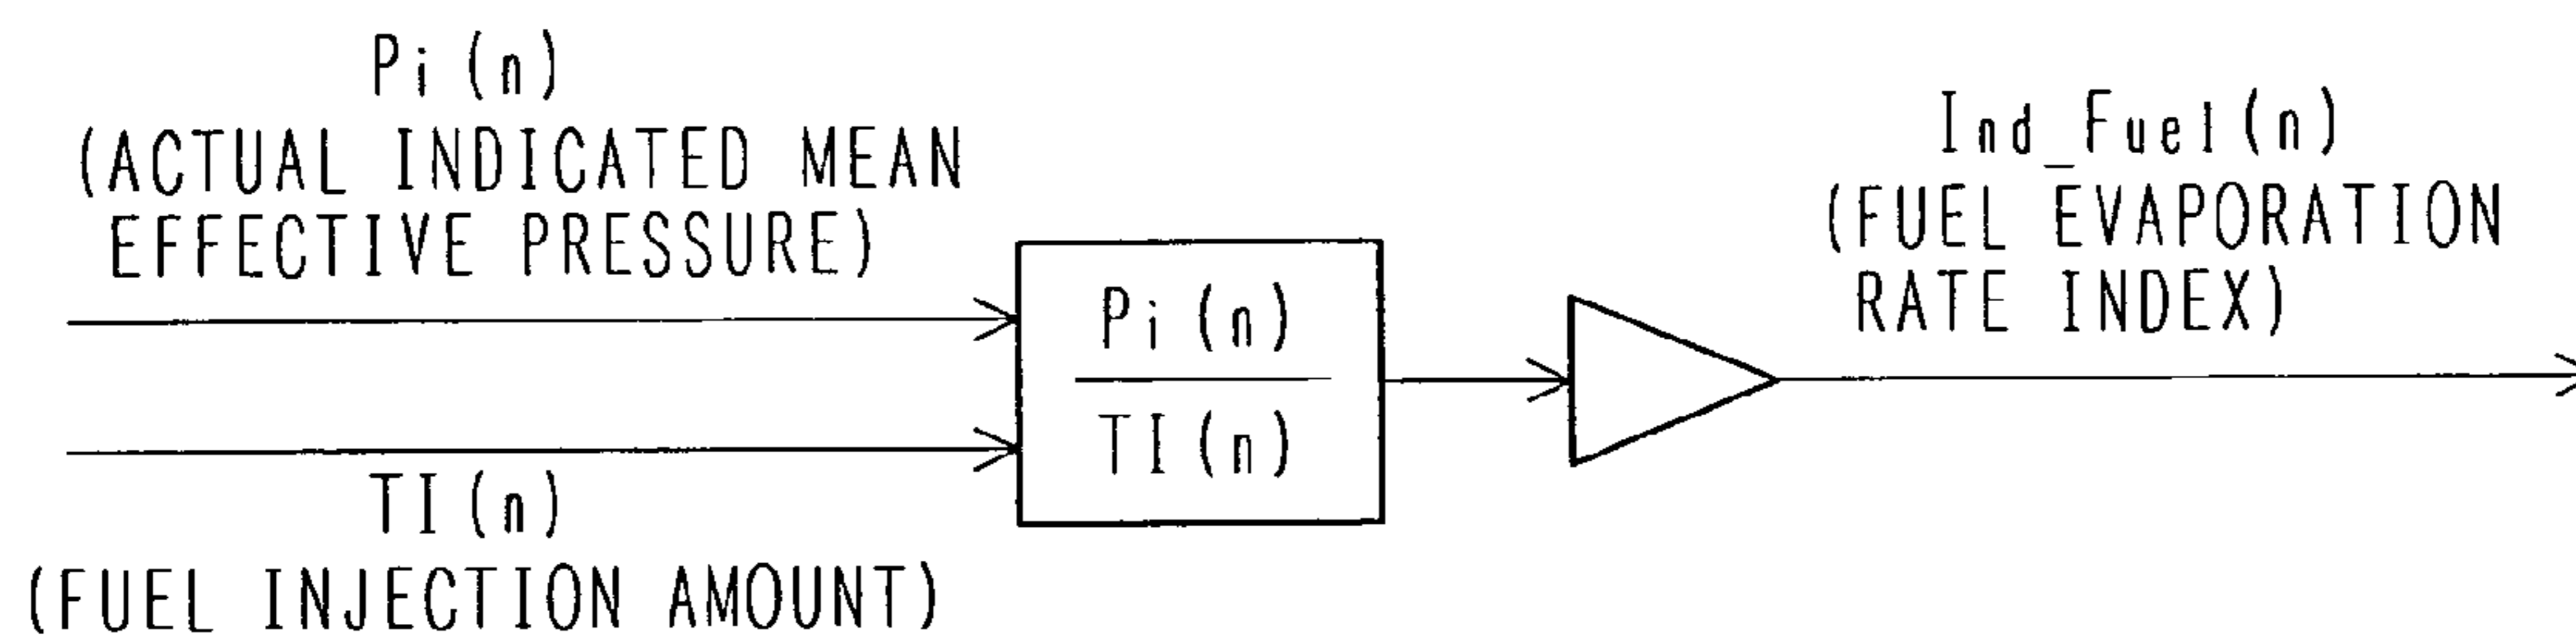 Pi(n)
(ACTUAL INDICATED MEAN
EFFECTIVE PRESSURE)
TI(n)
(FUEL INJECTION AMOUNT)
Pi(n)
TI(n)
Ind_Fuel(n)
(FUEL EVAPORATION
RATE INDEX)